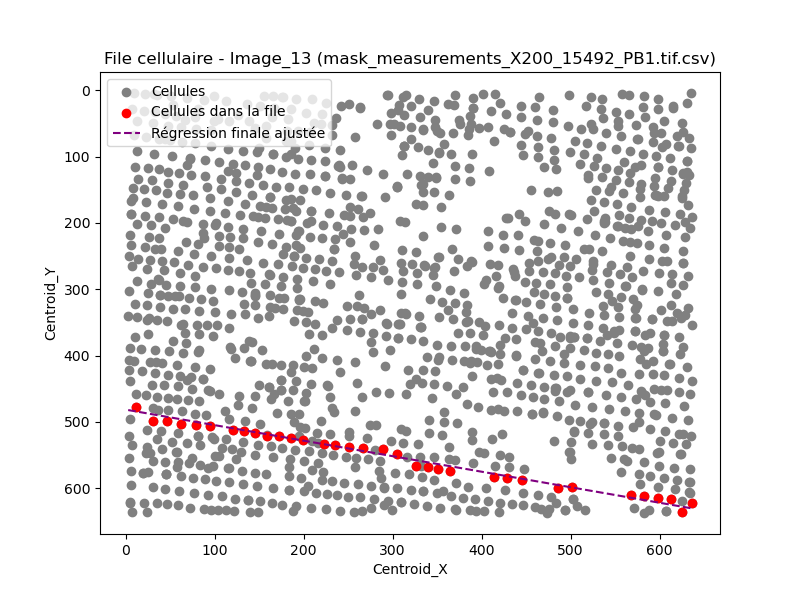 File cellulaire - Image_13 (mask_measurements_X200_15492_PB1.tif.csv)
Cellules
Cellules dans la file
Régression finale ajustée
0
100
200
300
400
500
600
Centroid_Y
0
100
200
300
400
500
600
Centroid_X